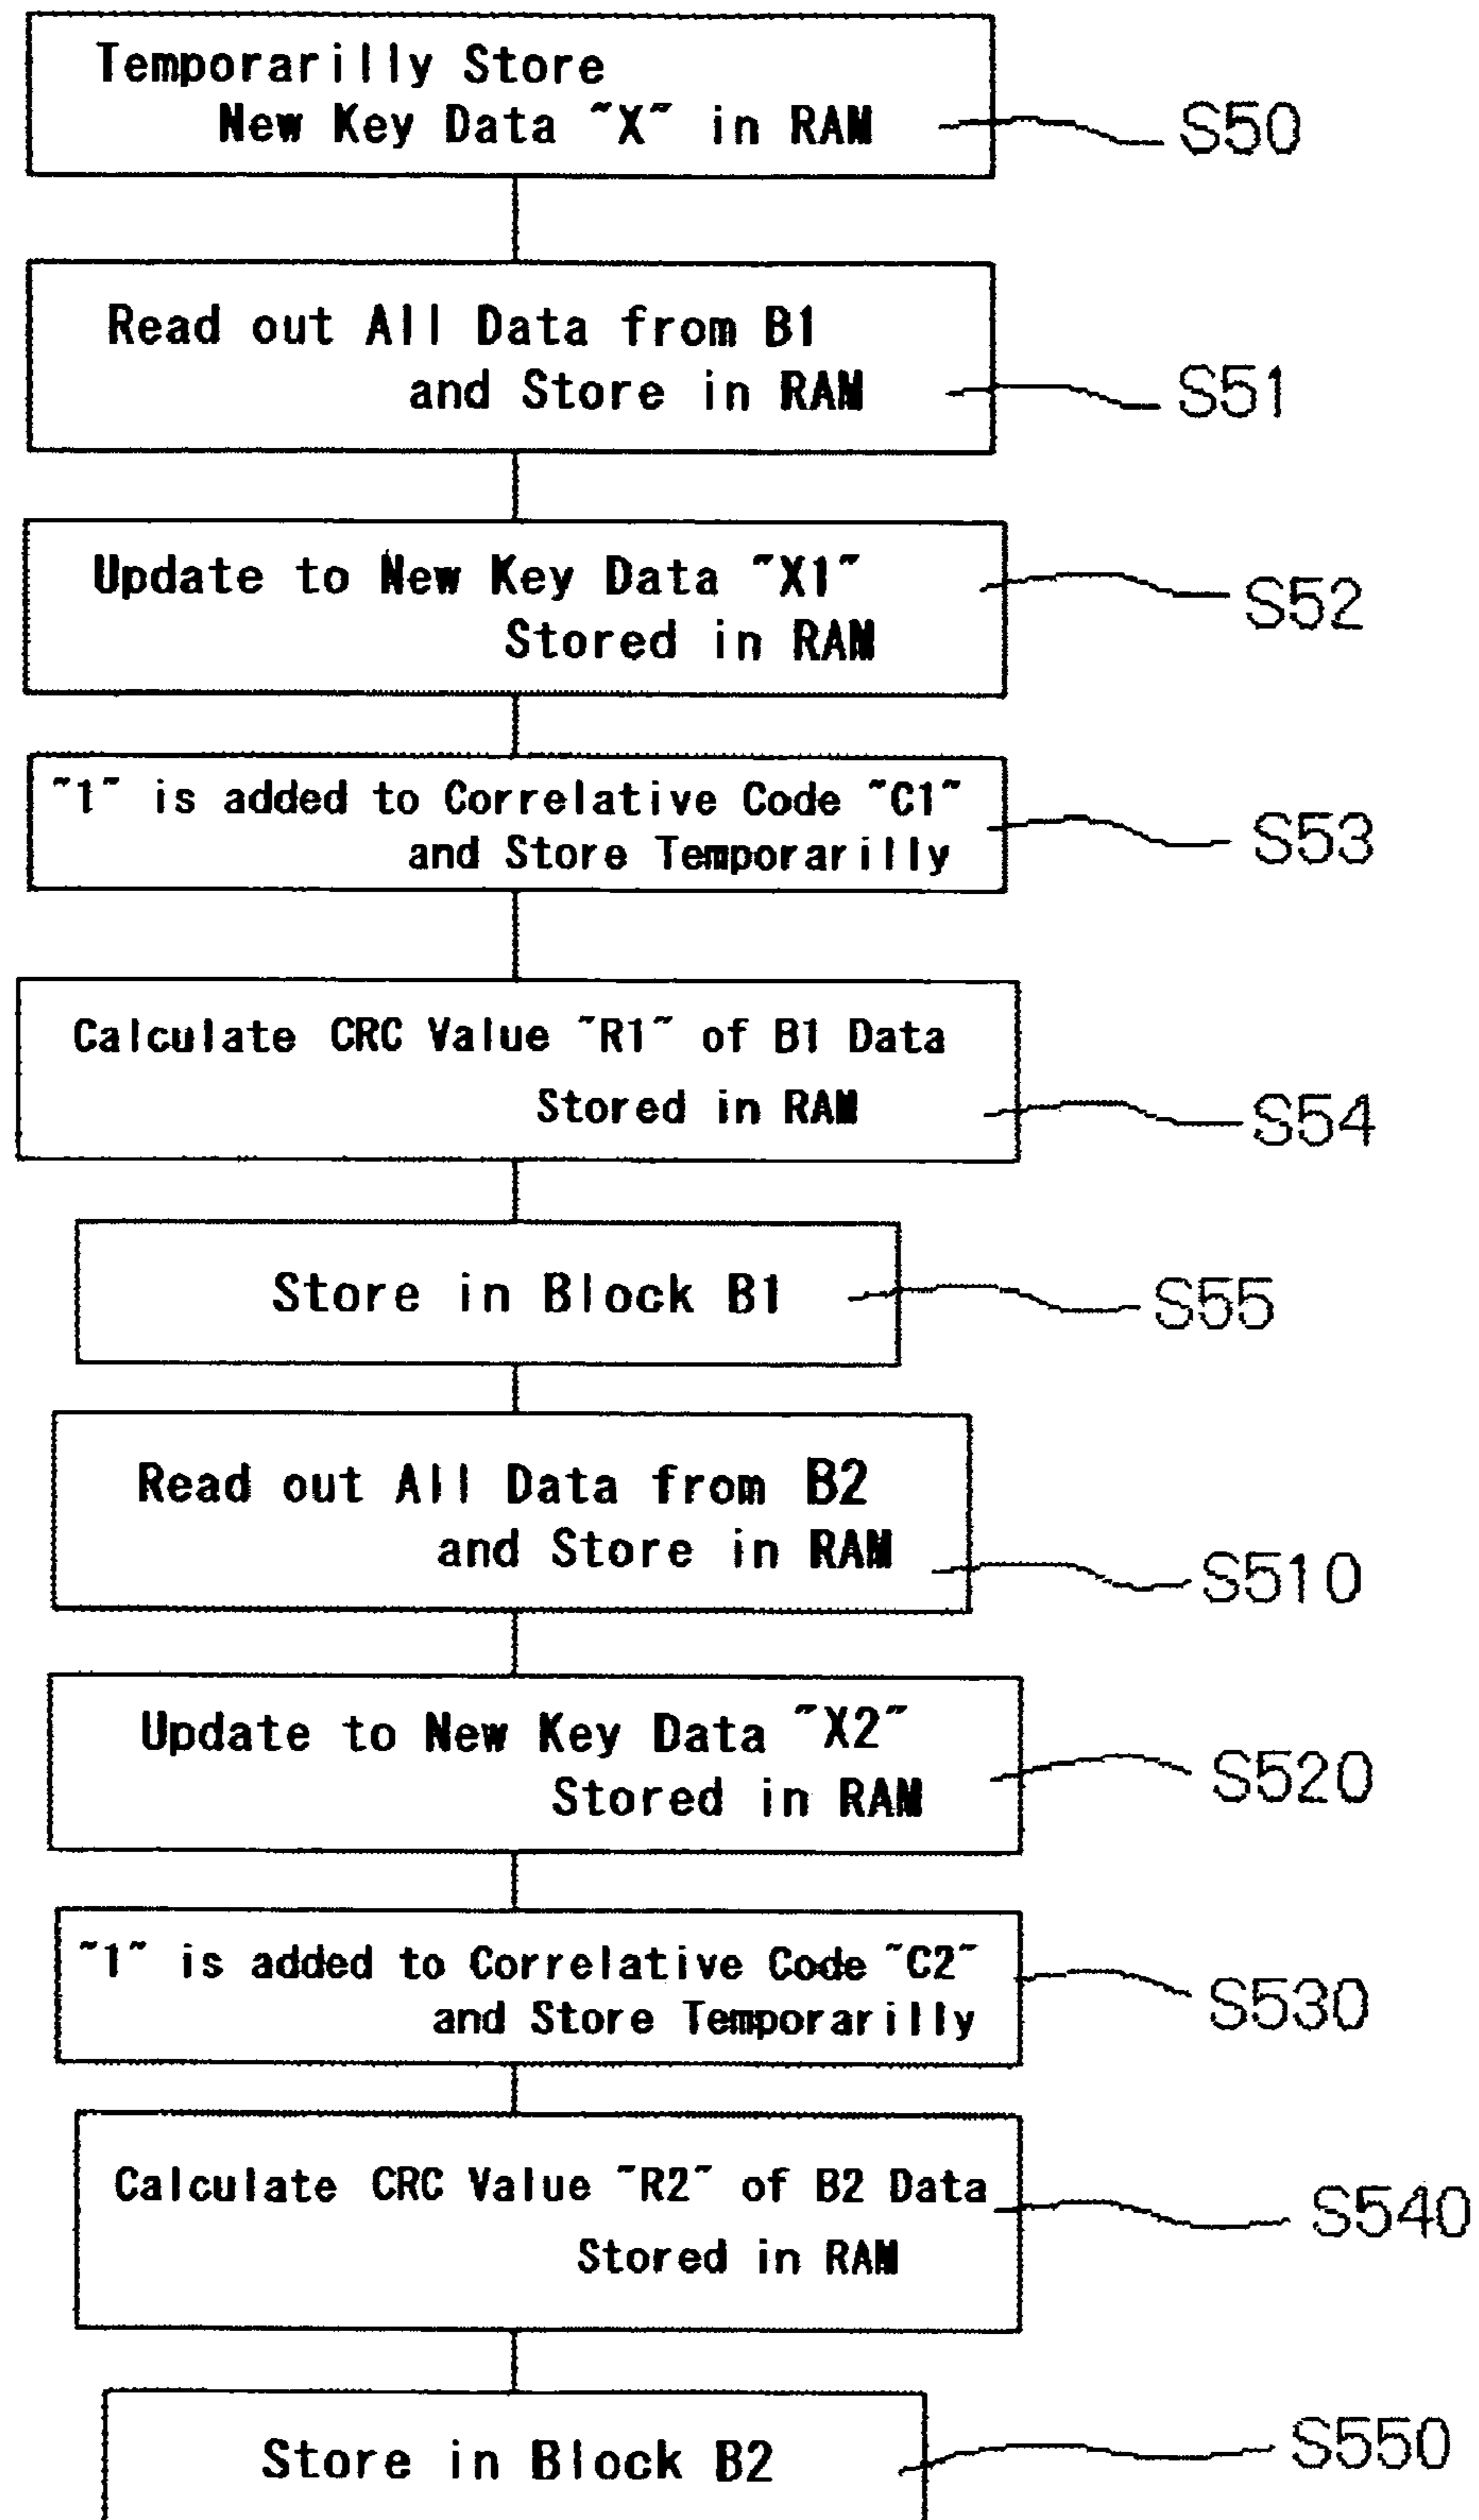 Temporarilly Store
New Key Data "X" in RAM
S50
Read out All Data from B1
and Store in RAM
S51
Update to New Key Data "X1"
Stored in RAM
S52
"1" is added to Correlative Code "C1"
and Store Temporarilly
S53
Calculate CRC Value "R1" of B1 Data
Stored in RAM
S54
Store in Block B1
S55
Read out All Data from B2
and Store in RAM
S510
Update to New Key Data "X2"
Stored in RAM
S520
"1" is added to Correlative Code "C2"
and Store Temporarilly
S530
Calculate CRC Value "R2" of B2 Data
Stored in RAM
S540
Store in Block B2
S550